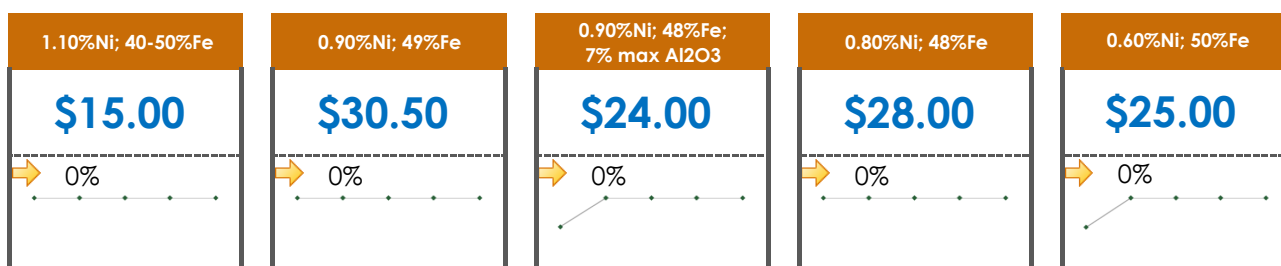 1.10%Ni; 40-50%Fe
$15.00
0%
0.90%Ni; 49%Fe
$30.50
0%
0.90%Ni; 48%Fe;
7% max Al2O3
$24.00
0%
0.80%Ni; 48%Fe
$28.00
0%
0.60%Ni; 50%Fe
$25.00
0%